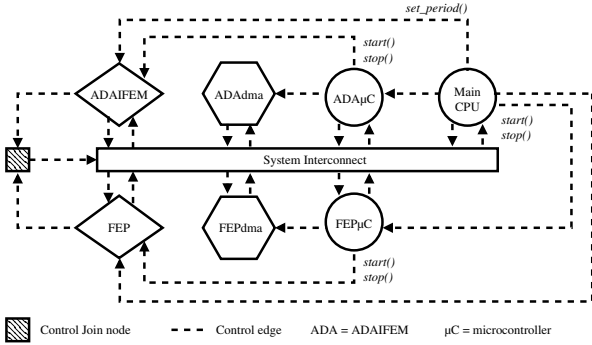 set_period()
start()
stop()
ADAIFEM
ADAdma
ADAμC
Main
CPU
start()
stop()
System Interconnect
FEP
FEPdma
FEPμC
start()
stop()
Control Join node
Control edge
ADA = ADAIFEM
μC = microcontroller